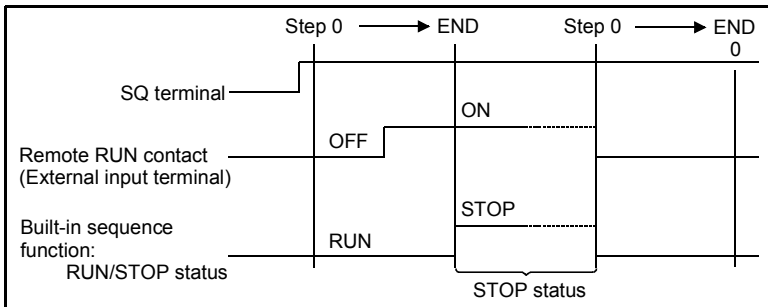 Step 0 → END Step 0 → END
0
SQ terminal
ON
OFF
Remote RUN contact
(External input terminal)
STOP
Built-in sequence
function:
RUN
RUN/STOP status
STOP status